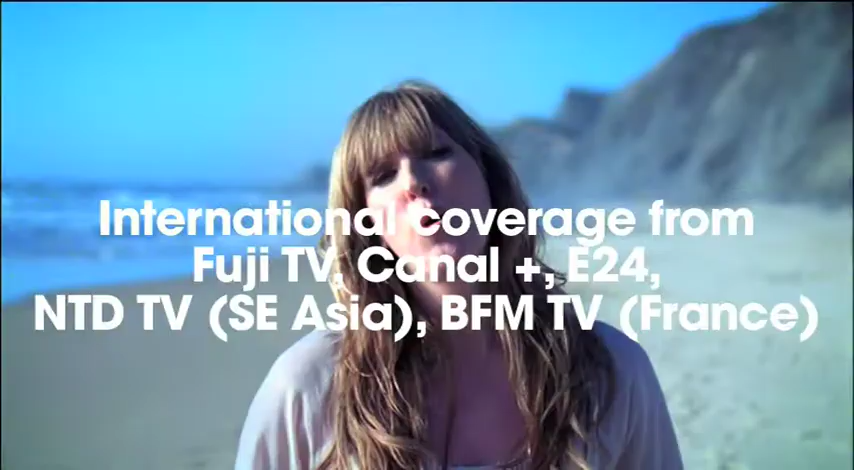 International coverage from
Fuji TV, Canal +, E24,
NTD TV (SE Asia), BFM TV (France)